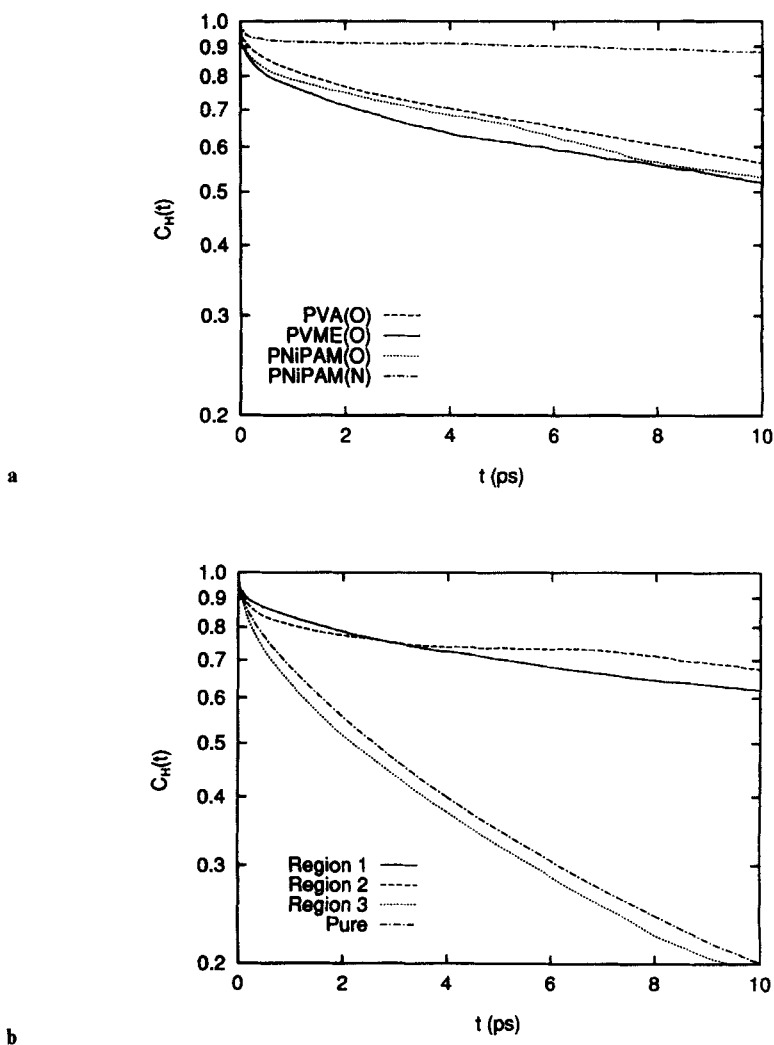 1.0
0.9
0.8
0.7
0.6
0.5
0.4
0.3
0.2
C_H(t)
PVA(O)
PVME(O)
PNiPAM(O)
PNiPAM(N)
0 2 4 6 8 10
t (ps)
a
1.0
0.9
0.8
0.7
0.6
0.5
0.4
0.3
0.2
C_H(t)
Region 1
Region 2
Region 3
Pure
0 2 4 6 8 10
t (ps)
b